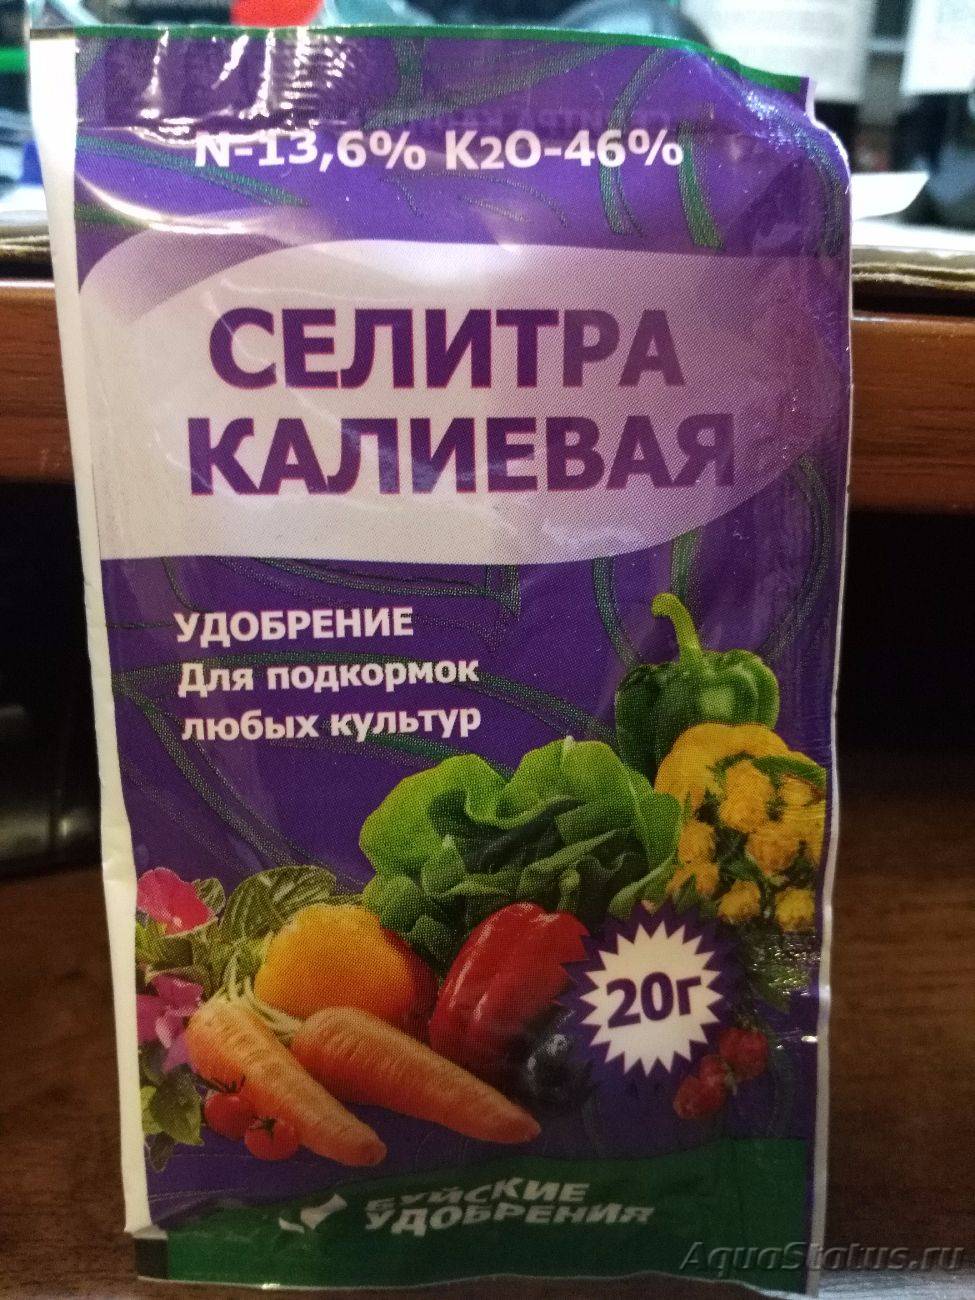 N-13,6% K2O-46%
СЕЛИТРА
КАЛИЕВАЯ
УДОБРЕНИЕ
Для подкормок
любых культур
20г
БУЙСКИЕ
УДОБРЕНИЯ
AquaStatus.ru